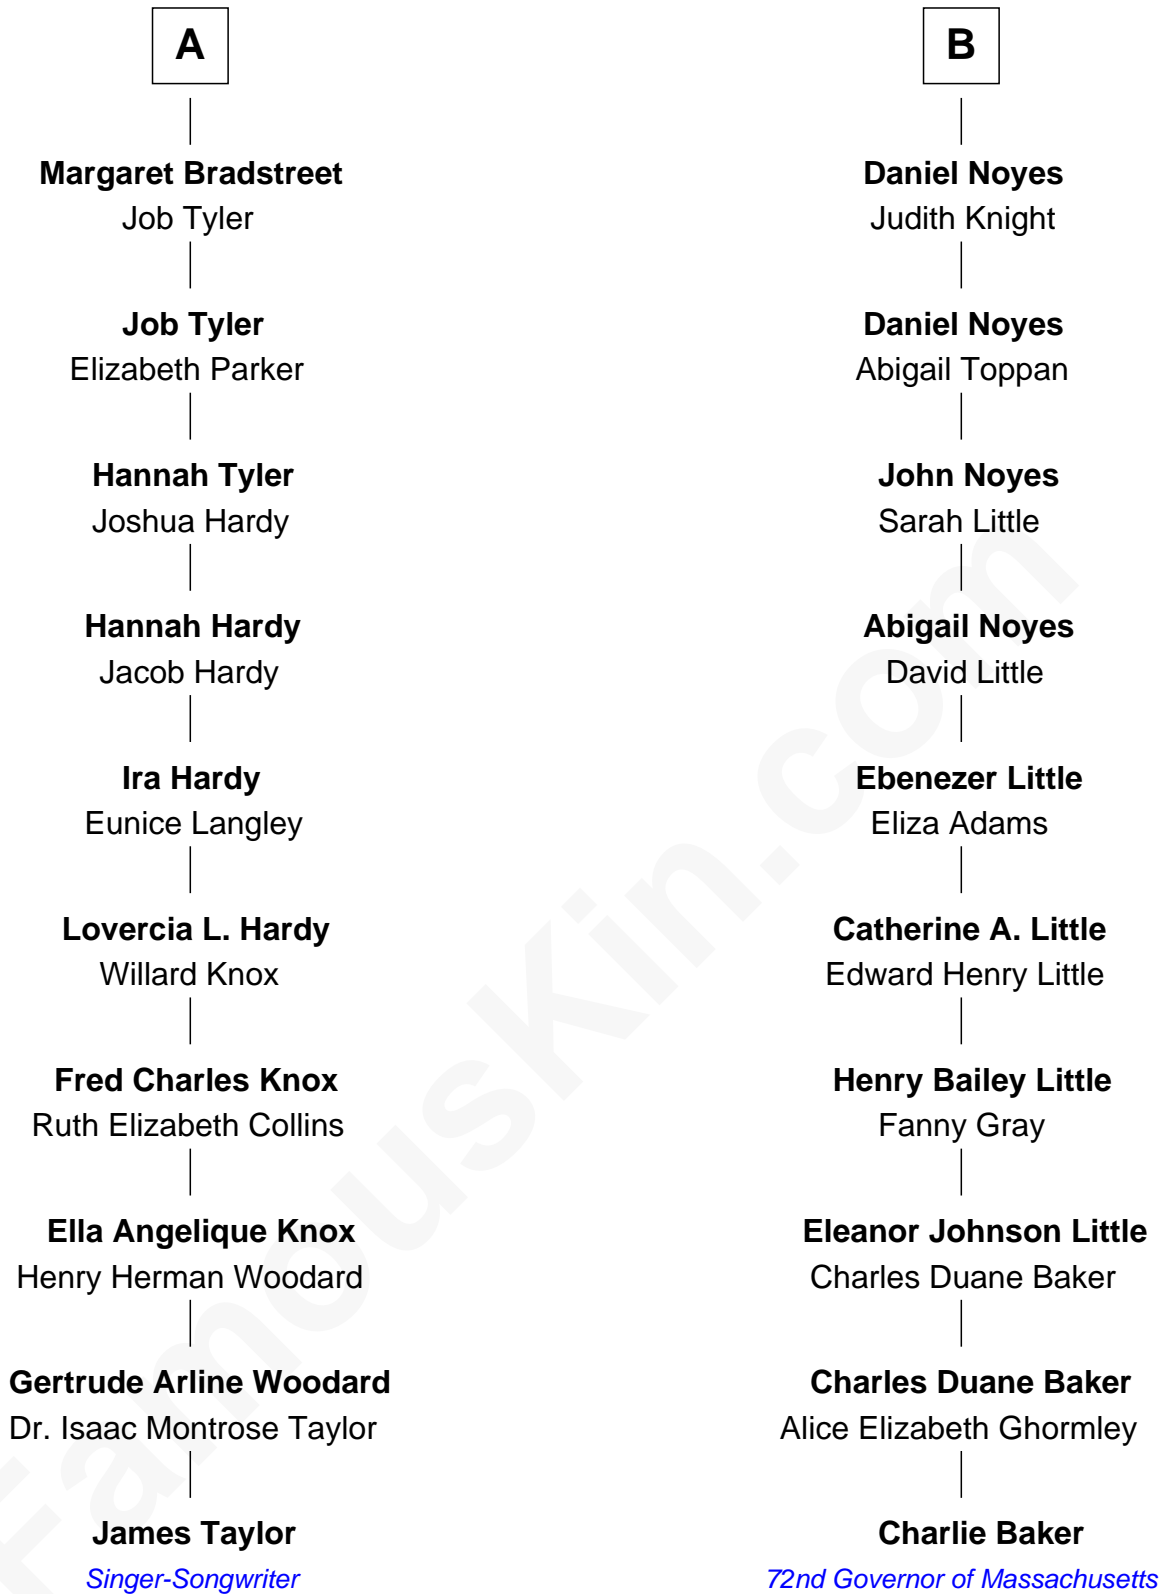 A
Margaret Bradstreet
Job Tyler
Job Tyler
Elizabeth Parker
Hannah Tyler
Joshua Hardy
Hannah Hardy
Jacob Hardy
Ira Hardy
Eunice Langley
Lovercia L. Hardy
Willard Knox
Fred Charles Knox
Ruth Elizabeth Collins
Ella Angelique Knox
Henry Herman Woodard
Gertrude Arline Woodard
Dr. Isaac Montrose Taylor
James Taylor
Singer-Songwriter
B
Daniel Noyes
Judith Knight
Daniel Noyes
Abigail Toppan
John Noyes
Sarah Little
Abigail Noyes
David Little
Ebenezer Little
Eliza Adams
Catherine A. Little
Edward Henry Little
Henry Bailey Little
Fanny Gray
Eleanor Johnson Little
Charles Duane Baker
Charles Duane Baker
Alice Elizabeth Ghormley
Charlie Baker
72nd Governor of Massachusetts
FamousKin.com